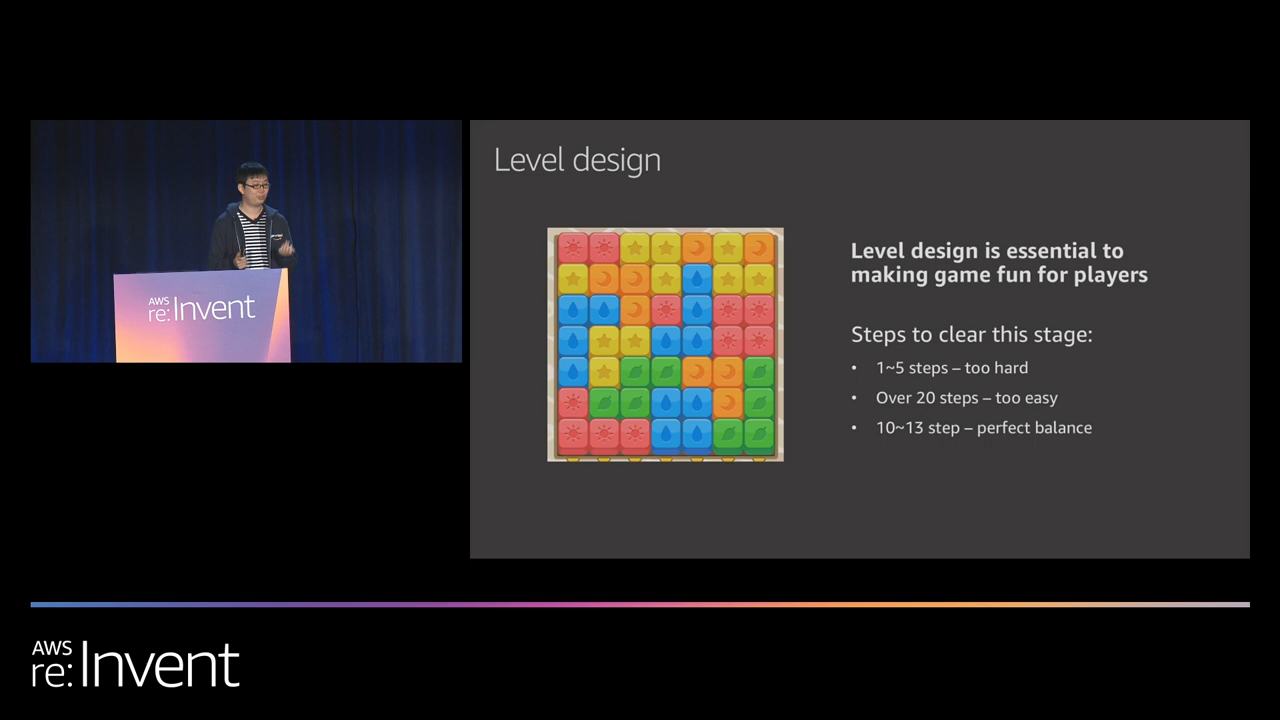 AWS
re:Invent
Level design
Level design is essential to
making game fun for players
Steps to clear this stage:
• 1~5 steps – too hard
• Over 20 steps – too easy
• 10~13 step – perfect balance
AWS
re:Invent